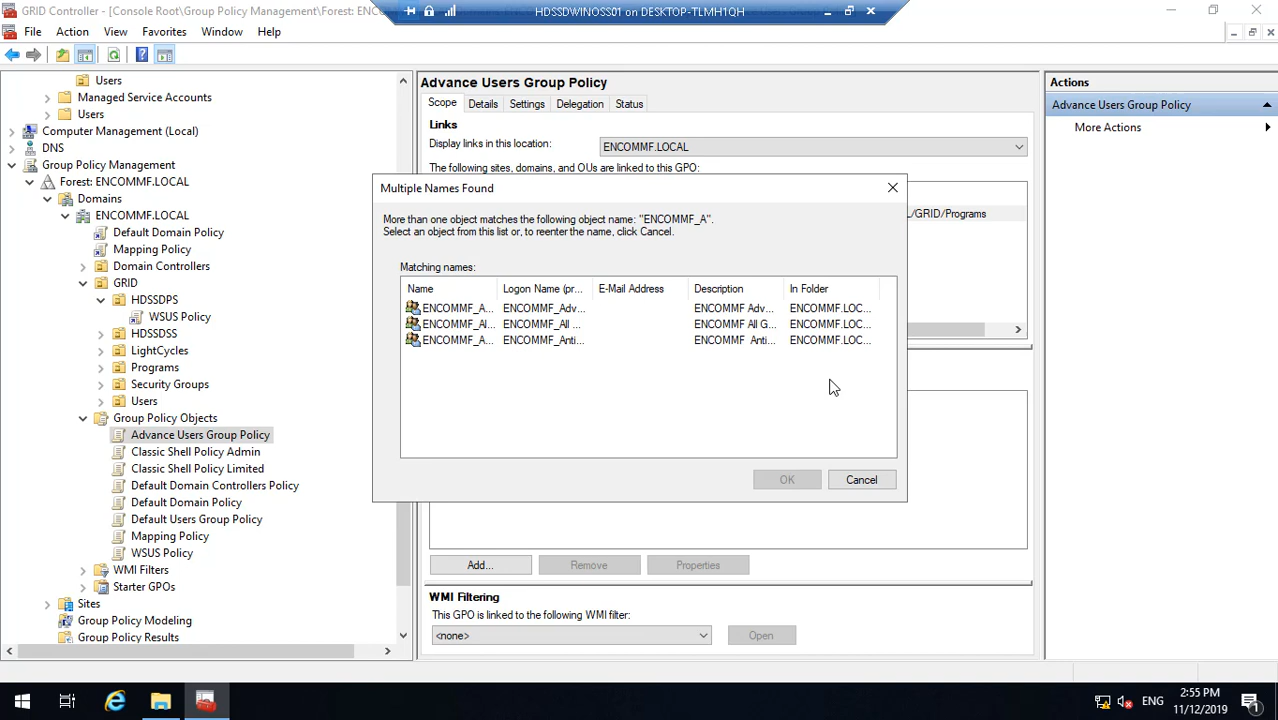 GRID Controller - [Console Root\Group Policy Management\Forest: ENCO
HDSSDWINOSS01 on DESKTOP-TLMH1QH
File Action View Favorites Window Help
Users
Managed Service Accounts
Users
Computer Management (Local)
DNS
Group Policy Management
Forest: ENCOMMF.LOCAL
Domains
ENCOMMF.LOCAL
Default Domain Policy
Mapping Policy
Domain Controllers
GRID
HDSSDPS
WSUS Policy
HDSSDSS
LightCycles
Programs
Security Groups
Users
Group Policy Objects
Advance Users Group Policy
Classic Shell Policy Admin
Classic Shell Policy Limited
Default Domain Controllers Policy
Default Domain Policy
Default Users Group Policy
Mapping Policy
WSUS Policy
WMI Filters
Starter GPOs
Sites
Group Policy Modeling
Group Policy Results
Advance Users Group Policy
Scope Details Settings Delegation Status
Links
Display links in this location: ENCOMMF.LOCAL
The following sites, domains, and OUs are linked to this GPO:
L/GRID/Programs
Multiple Names Found
More than one object matches the following object name: "ENCOMMF_A".
Select an object from this list or, to reenter the name, click Cancel.
Matching names:
Name Logon Name (pr... E-Mail Address Description In Folder
ENCOMMF_A... ENCOMMF_Adv... ENCOMMF Adv... ENCOMMF.LOC...
ENCOMMF_Al... ENCOMMF_All ... ENCOMMF All G... ENCOMMF.LOC...
ENCOMMF_A... ENCOMMF_Anti... ENCOMMF Anti... ENCOMMF.LOC...
OK Cancel
Add... Remove Properties
WMI Filtering
This GPO is linked to the following WMI filter:
<none> Open
Actions
Advance Users Group Policy
More Actions
ENG
2:55 PM
11/12/2019
1